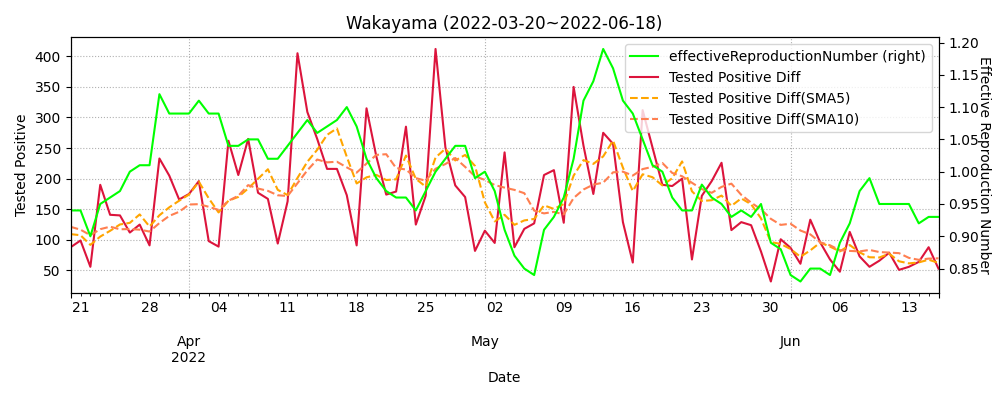 Wakayama (2022-03-20~2022-06-18)
effectiveReproductionNumber (right)
Tested Positive Diff
Tested Positive Diff(SMA5)
Tested Positive Diff(SMA10)
Tested Positive
400
350
300
250
200
150
100
50
1.20
1.15
1.10
1.05
1.00
0.95
0.90
0.85
Effective Reproduction Number
21 28 04 11 18 25 02 09 16 23 30 06 13
Apr May Jun
2022
Date